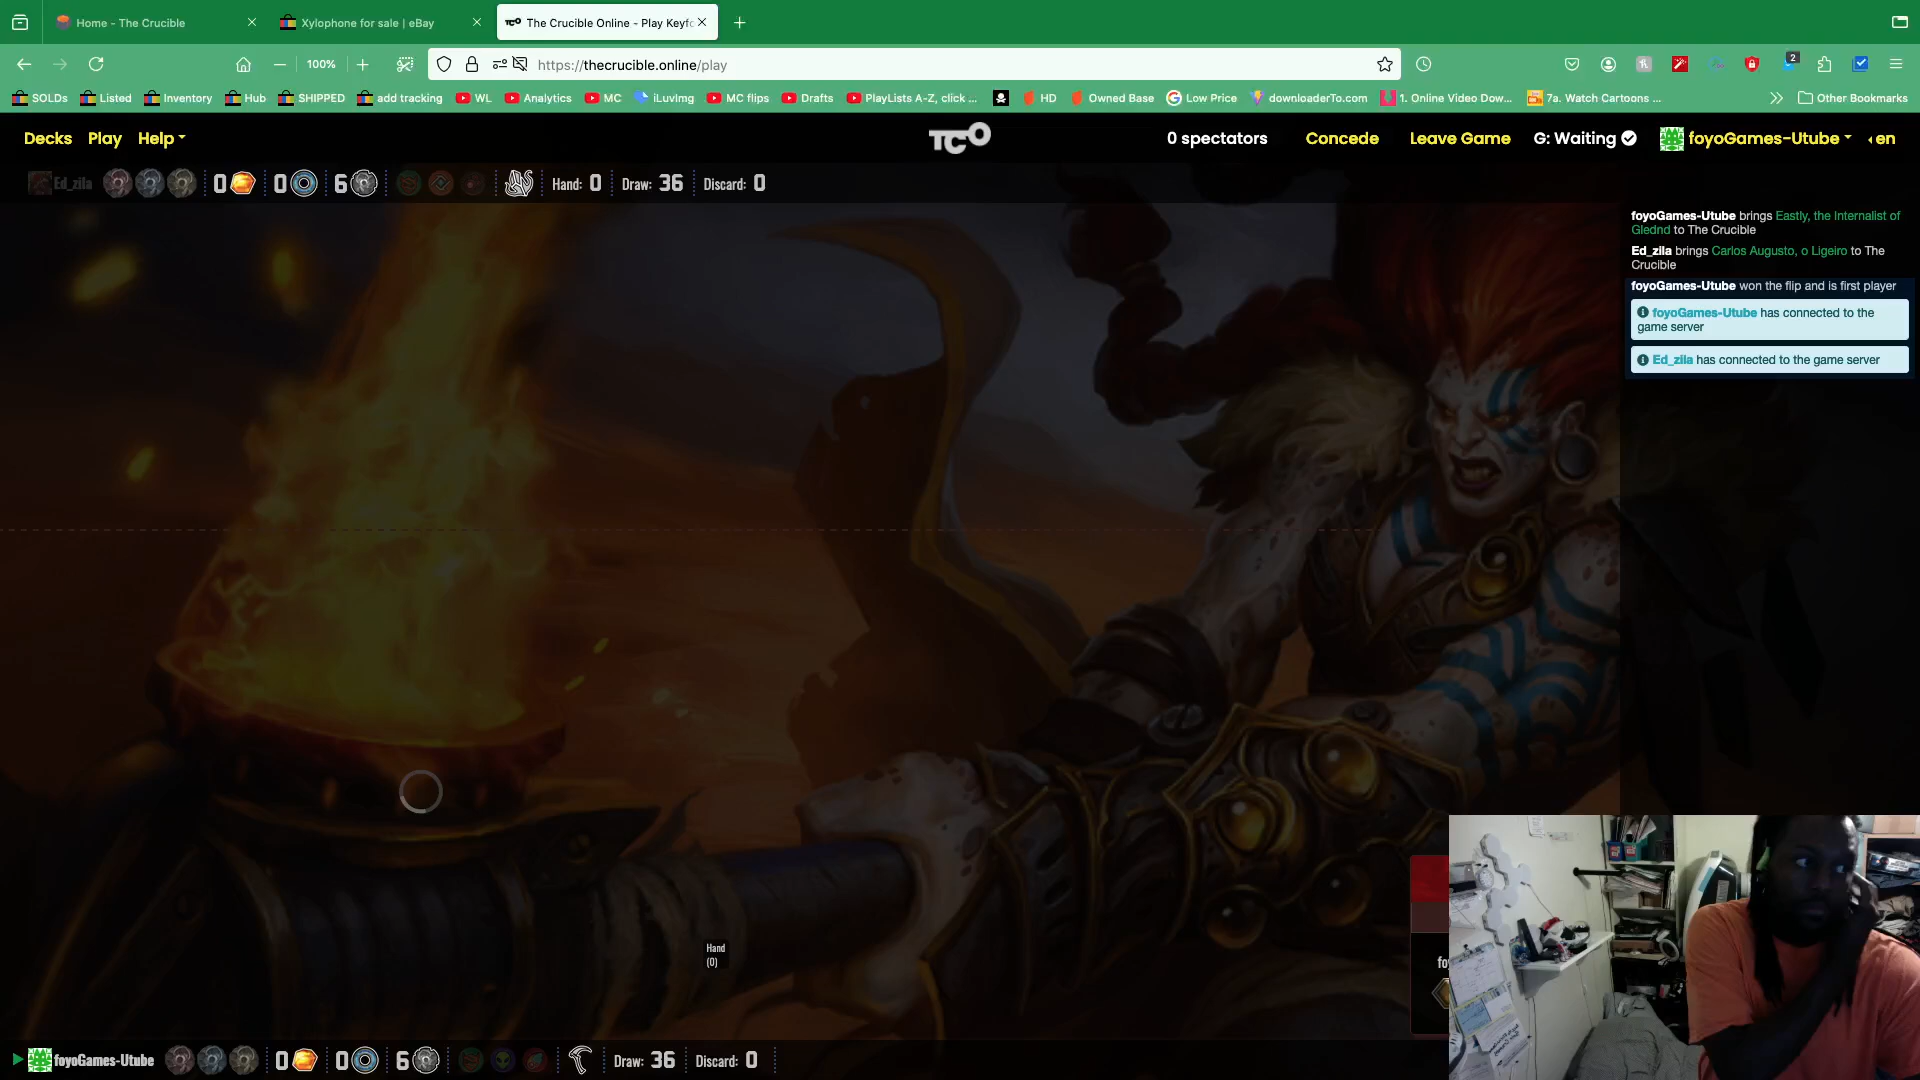 Home - The Crucible
Xylophone for sale | eBay
TCO The Crucible Online - Play Keyfo
100%
https://thecrucible.online/play
2
SOLDs
Listed
Inventory
Hub
SHIPPED
add tracking
WL
Analytics
MC
iLuvImg
MC flips
Drafts
PlayLists A-Z, click ...
HD
Owned Base
Low Price
downloaderTo.com
1. Online Video Dow...
7a. Watch Cartoons ...
Other Bookmarks
Decks
Play
Help
TCO
0 spectators
Concede
Leave Game
G: Waiting
foyoGames-Utube
en
Ed_zila
0
0
6
Hand: 0
Draw: 36
Discard: 0
foyoGames-Utube brings Eastly, the Internalist of
Glednd to The Crucible
Ed_zila brings Carlos Augusto, o Ligeiro to The
Crucible
foyoGames-Utube won the flip and is first player
foyoGames-Utube has connected to the
game server
Ed_zila has connected to the game server
Hand
(0)
fo
foyoGames-Utube
0
0
6
Draw: 36
Discard: 0